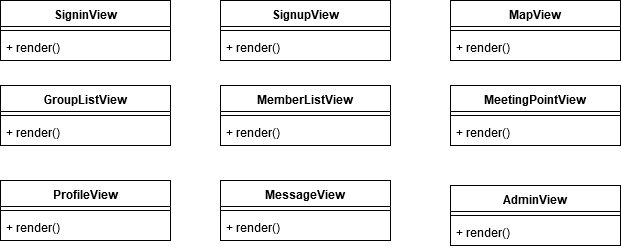 SigninView
+ render()
SignupView
+ render()
MapView
+ render()
GroupListView
+ render()
MemberListView
+ render()
MeetingPointView
+ render()
ProfileView
+ render()
MessageView
+ render()
AdminView
+ render()